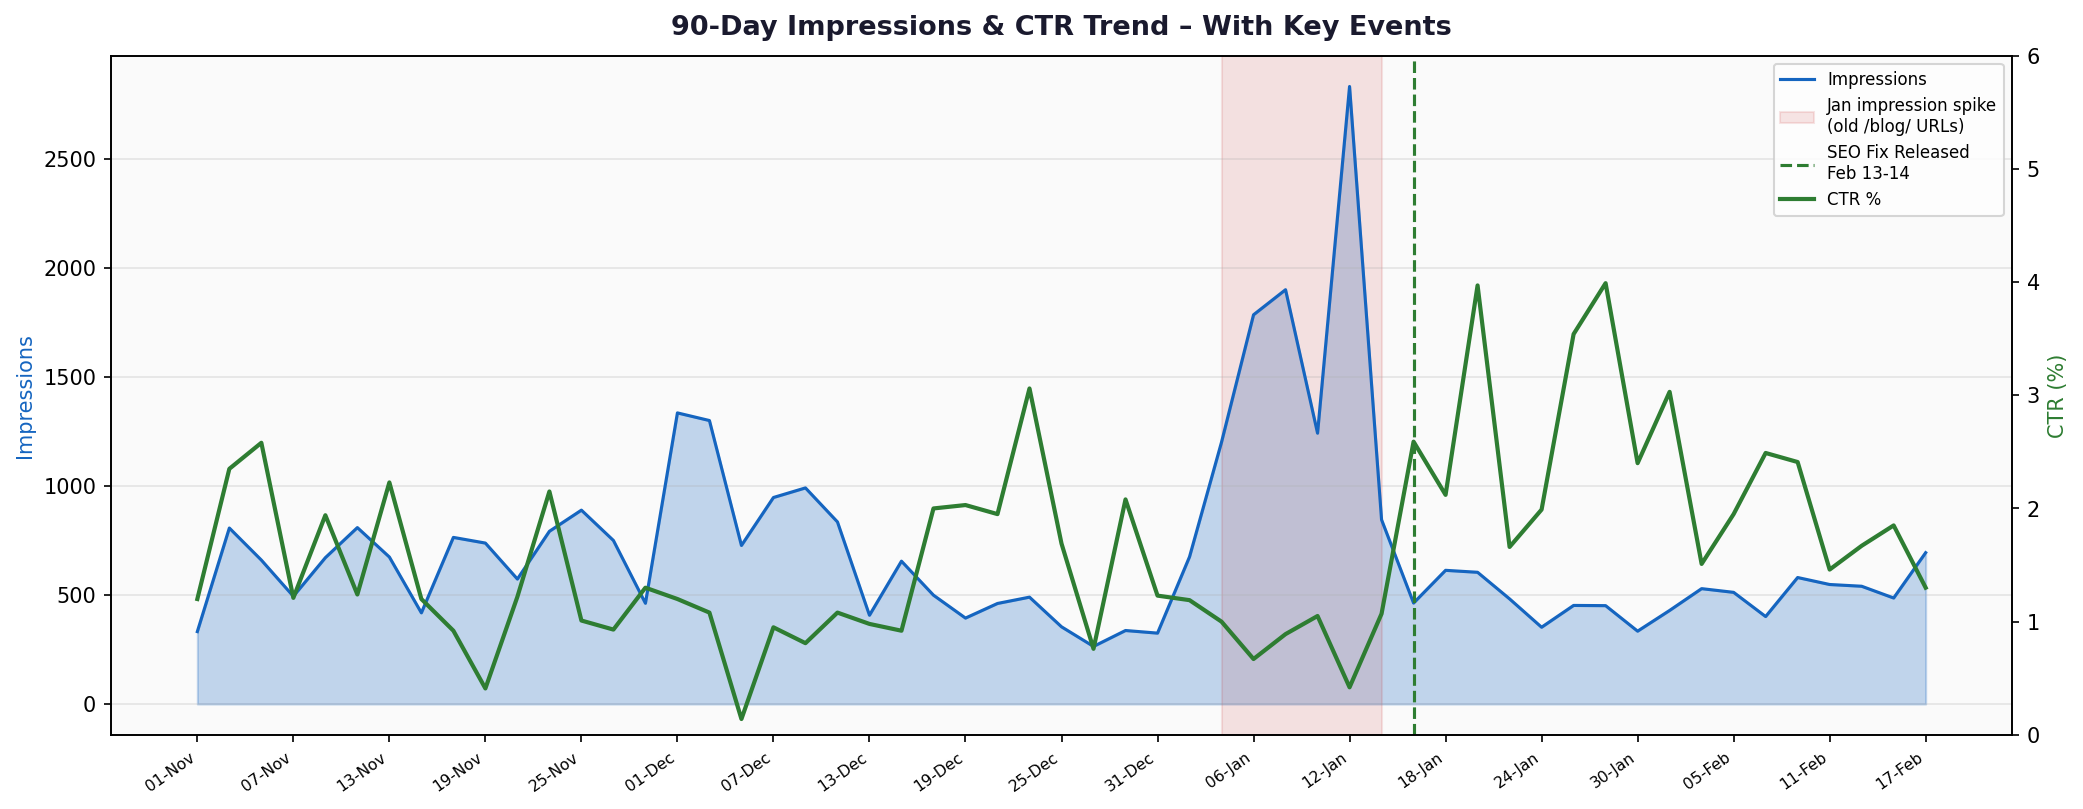 90-Day Impressions & CTR Trend – With Key Events
Impressions
2500
2000
1500
1000
500
0
Impressions
Jan impression spike
(old /blog/ URLs)
SEO Fix Released
Feb 13-14
CTR %
6
5
4
3
2
1
0
CTR (%)
01-Nov
07-Nov
13-Nov
19-Nov
25-Nov
01-Dec
07-Dec
13-Dec
19-Dec
25-Dec
31-Dec
06-Jan
12-Jan
18-Jan
24-Jan
30-Jan
05-Feb
11-Feb
17-Feb